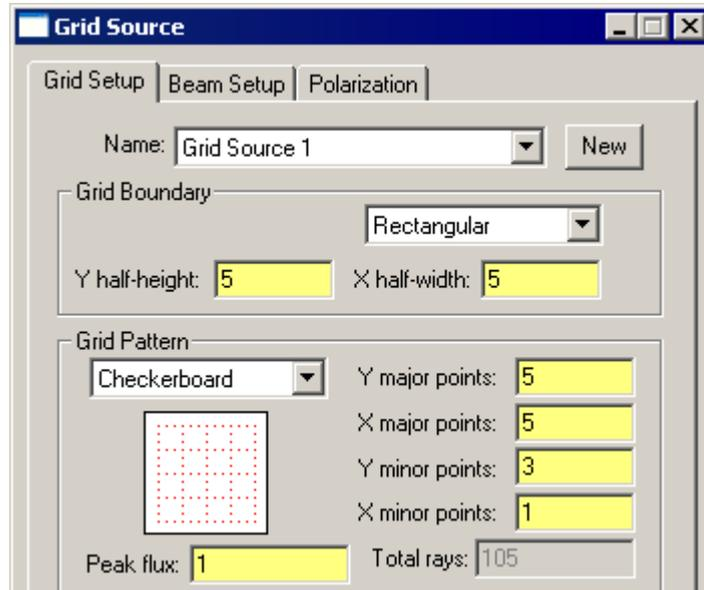 Grid Source
Grid Setup Beam Setup Polarization
Name: Grid Source 1 New
Grid Boundary
Rectangular
Y half-height: 5 X half-width: 5
Grid Pattern
Checkerboard Y major points: 5
X major points: 5
Y minor points: 3
X minor points: 1
Peak flux: 1 Total rays: 105